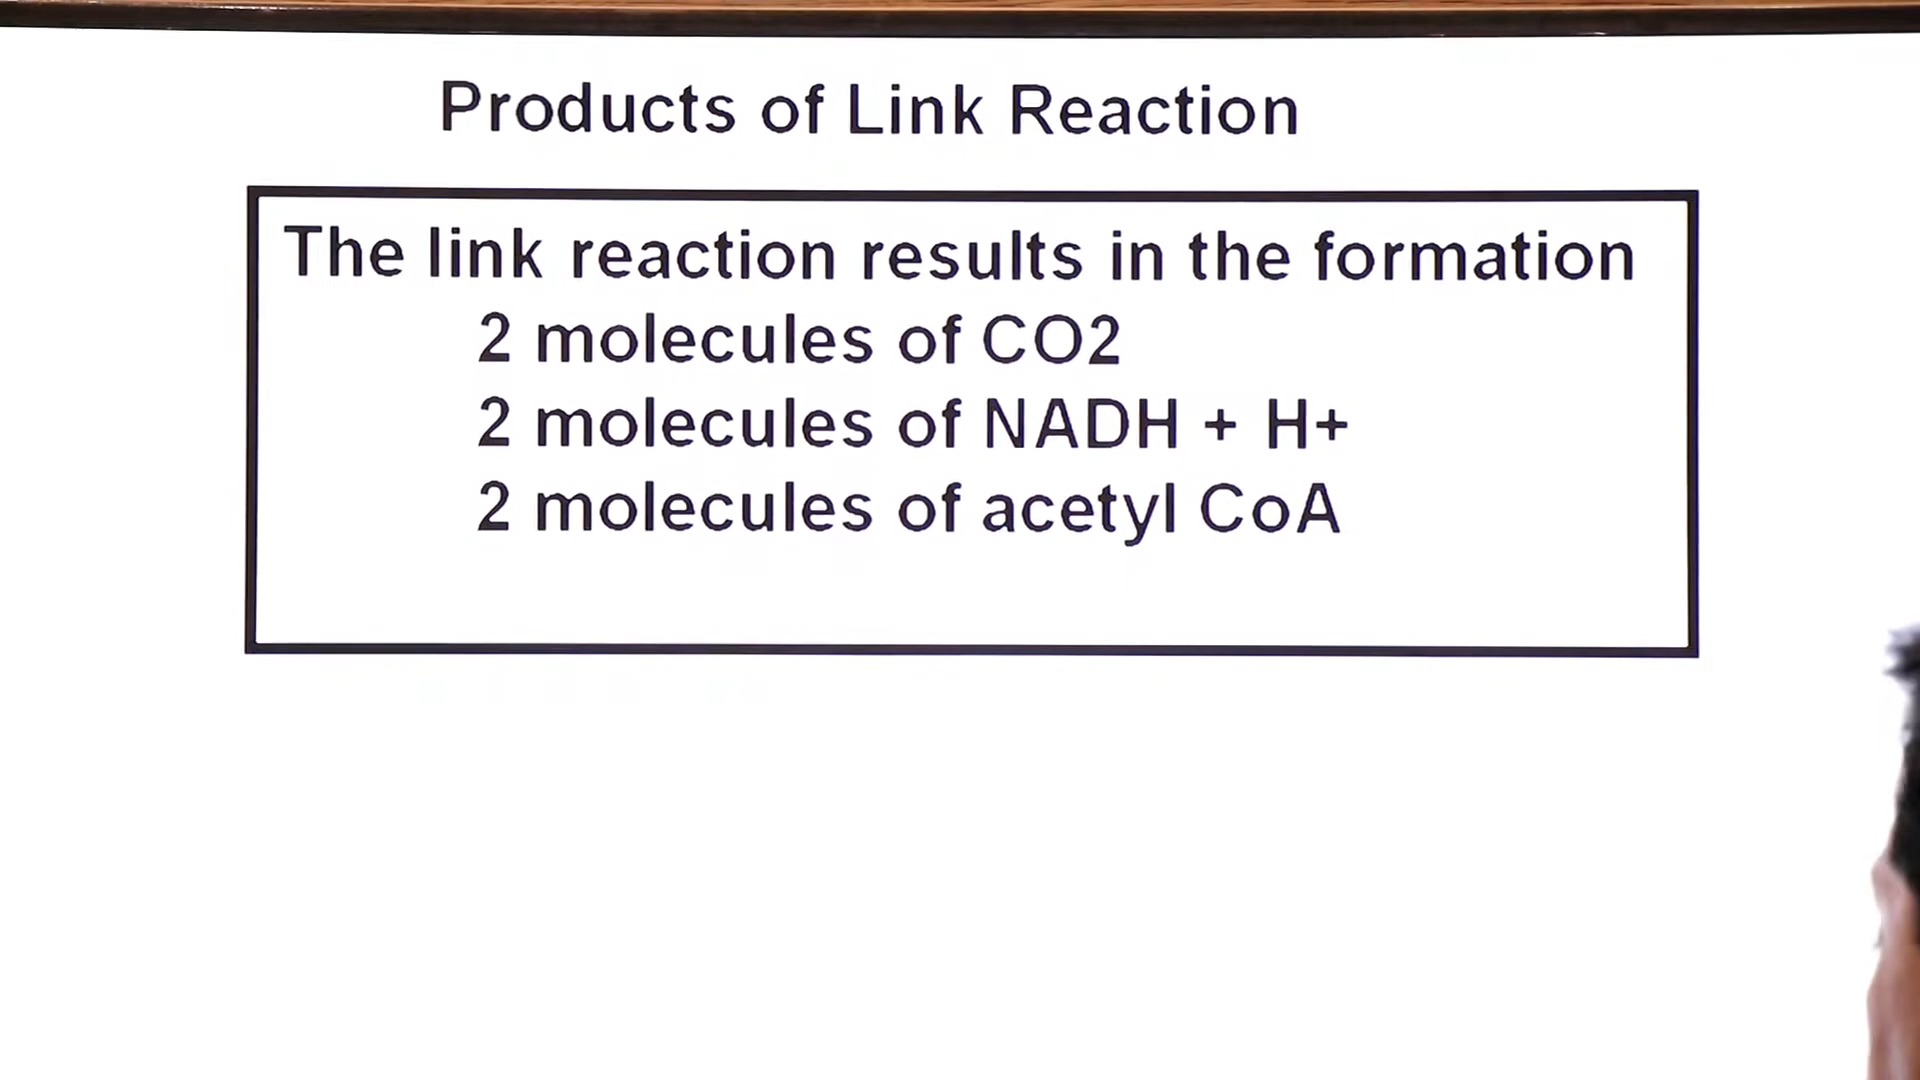 Products of Link Reaction
The link reaction results in the formation
2 molecules of CO2
2 molecules of NADH + H+
2 molecules of acetyl CoA